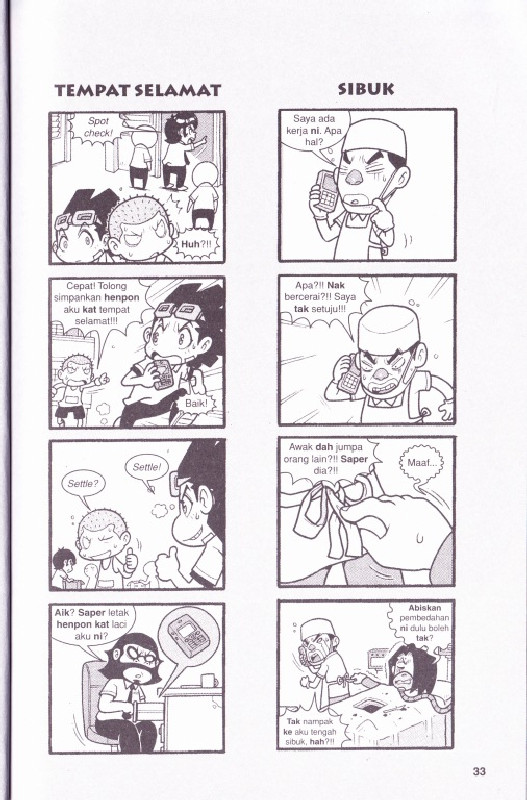 TEMPAT SELAMAT
Spot
check!
Huh?!!
Cepat! Tolong
simpankan henpon
aku kat tempat
selamat!!!
Baik!
Settle?
Settle!
Aik? Saper letak
henpon kat laci
aku ni?
SIBUK
Saya ada
kerja ni. Apa
hal?
Apa?!! Nak
bercerai?!! Saya
tak setuju!!!
Awak dah jumpa
orang lain?!! Saper
dia?!!
Maaf...
Abiskan
pembedahan
ni dulu boleh
tak?
Tak nampak
ke aku tengah
sibuk, hah?!!
33